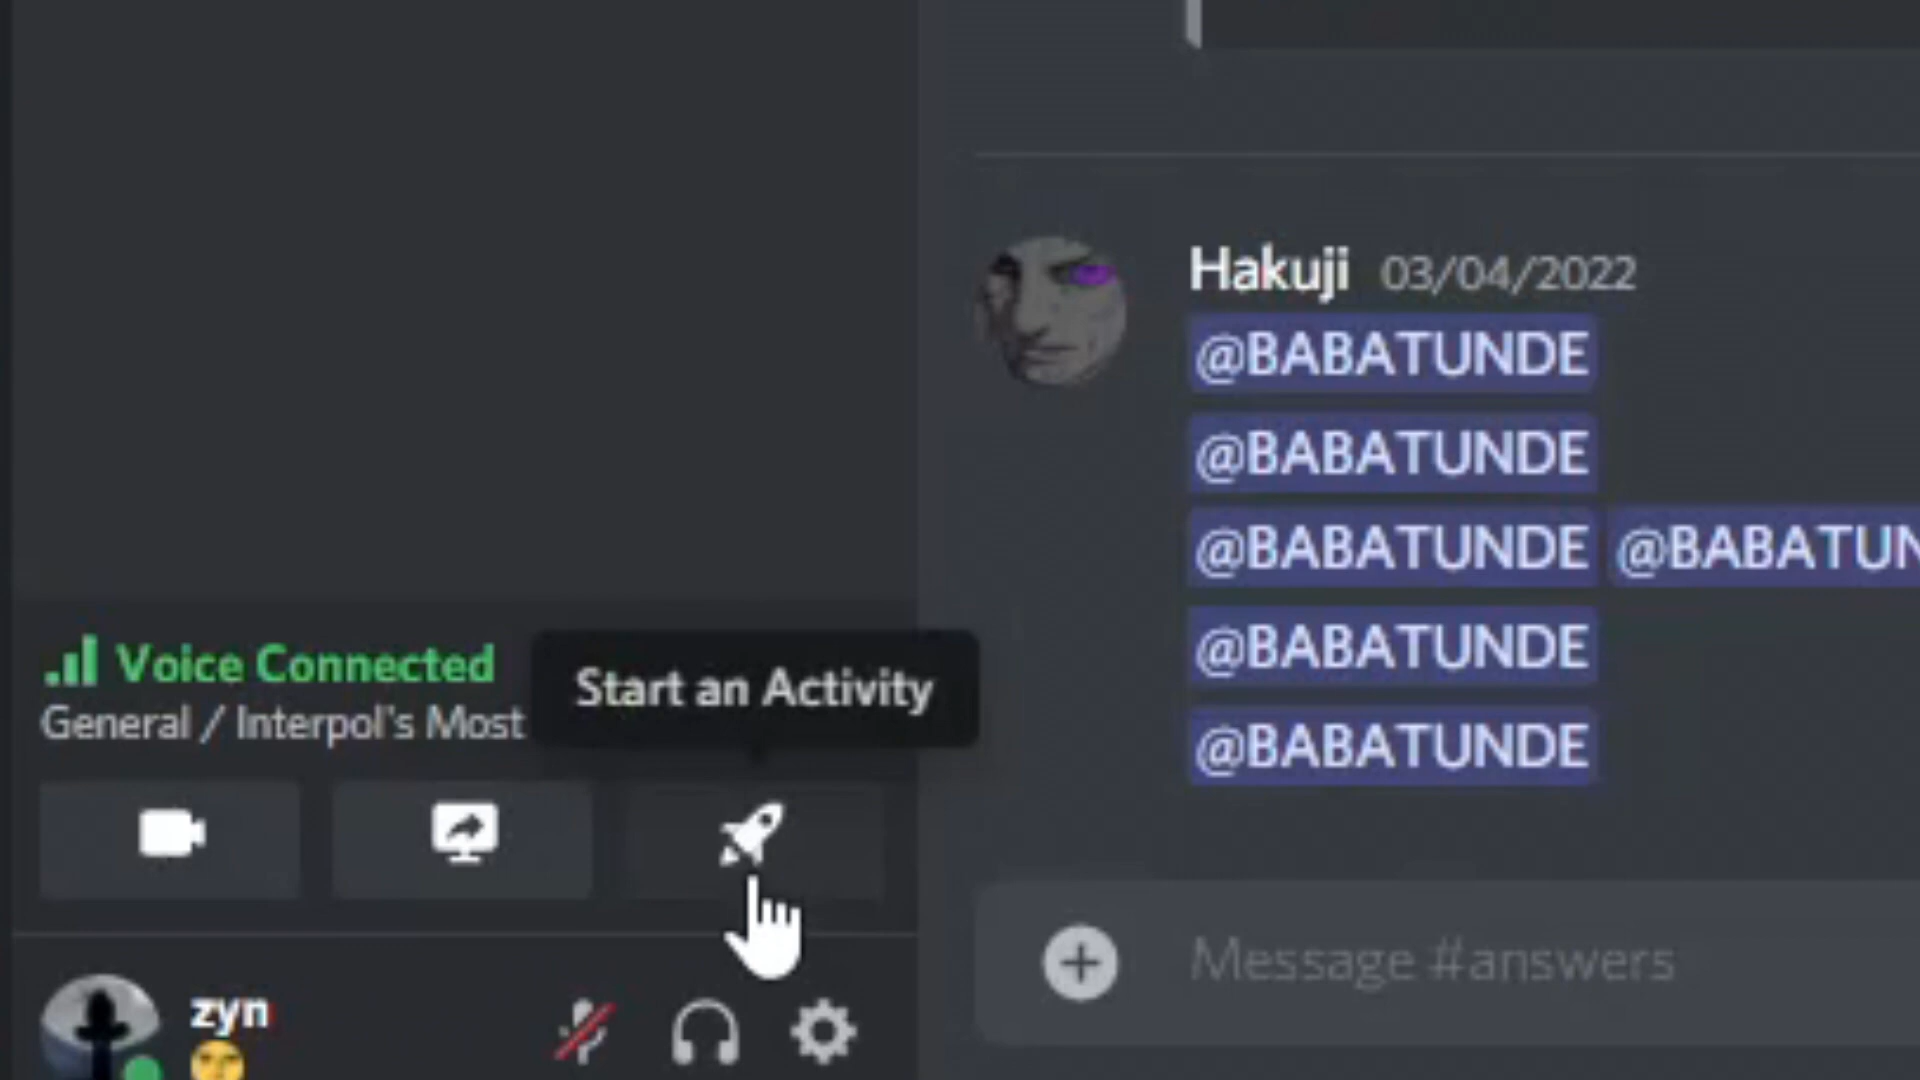 Hakuji 03/04/2022
@BABATUNDE
@BABATUNDE
@BABATUNDE @BABATUN
@BABATUNDE
@BABATUNDE
Voice Connected
General / Interpol's Most
Start an Activity
Message #answers
zyn